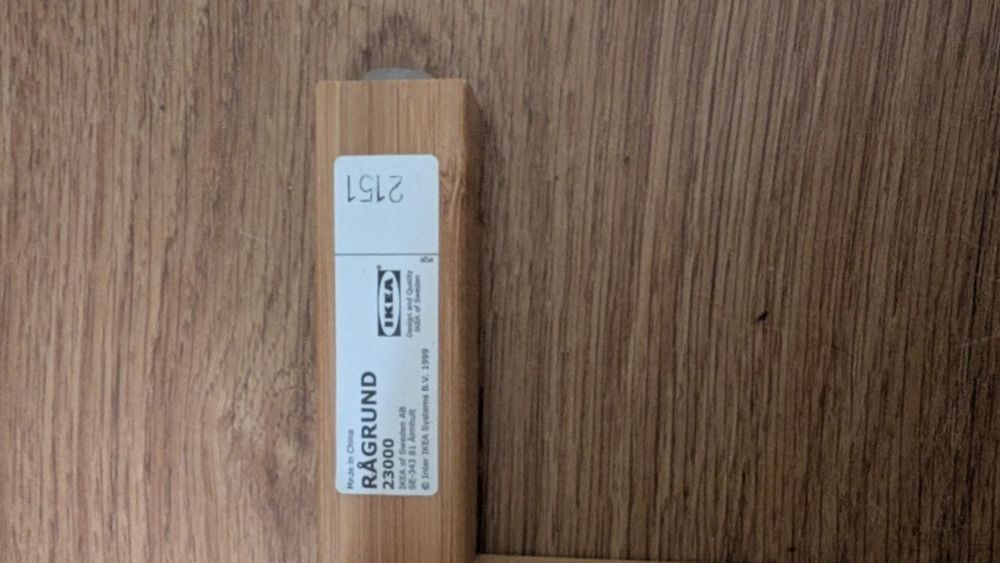 Made in China
RÅGRUND
23000
IKEA of Sweden AB
SE-343 81 Älmhult
© Inter IKEA Systems B.V. 1999
IKEA®
Design and Quality
IKEA of Sweden
2151